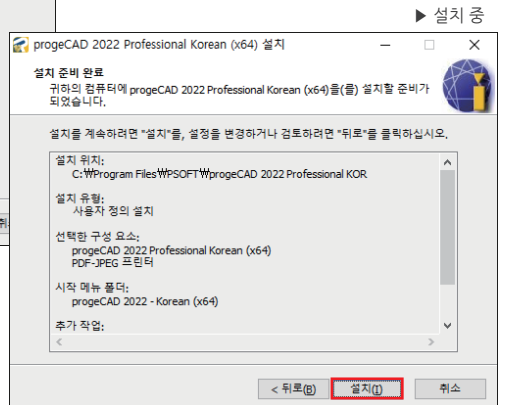 ▶ 설치 중
progeCAD 2022 Professional Korean (x64) 설치
설치 준비 완료
귀하의 컴퓨터에 progeCAD 2022 Professional Korean (x64)을(를) 설치할 준비가
되었습니다.
설치를 계속하려면 "설치"를, 설정을 변경하거나 검토하려면 "뒤로"를 클릭하십시오.
설치 위치:
C:₩Program Files₩PSOFT₩progeCAD 2022 Professional KOR
설치 유형:
사용자 정의 설치
선택한 구성 요소:
progeCAD 2022 Professional Korean (x64)
PDF-JPEG 프린터
시작 메뉴 폴더:
progeCAD 2022 - Korean (x64)
추가 작업:
< 뒤로(B) 설치(I) 취소